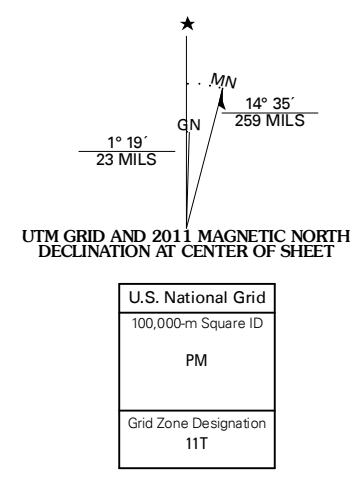 MN
GN
14° 35´
259 MILS
1° 19´
23 MILS
UTM GRID AND 2011 MAGNETIC NORTH
DECLINATION AT CENTER OF SHEET
U.S. National Grid
100,000-m Square ID
PM
Grid Zone Designation
11T